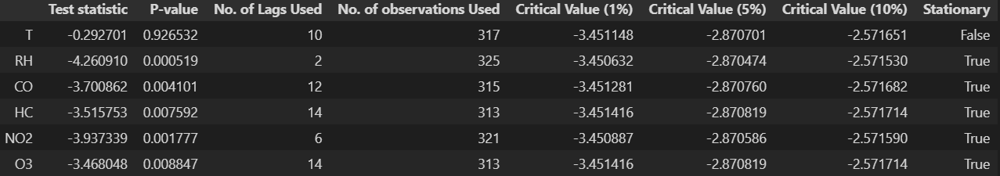 Test statistic P-value No. of Lags Used No. of observations Used Critical Value (1%) Critical Value (5%) Critical Value (10%) Stationary
T -0.292701 0.926532 10 317 -3.451148 -2.870701 -2.571651 False
RH -4.260910 0.000519 2 325 -3.450632 -2.870474 -2.571530 True
CO -3.700862 0.004101 12 315 -3.451281 -2.870760 -2.571682 True
HC -3.515753 0.007592 14 313 -3.451416 -2.870819 -2.571714 True
NO2 -3.937339 0.001777 6 321 -3.450887 -2.870586 -2.571590 True
O3 -3.468048 0.008847 14 313 -3.451416 -2.870819 -2.571714 True